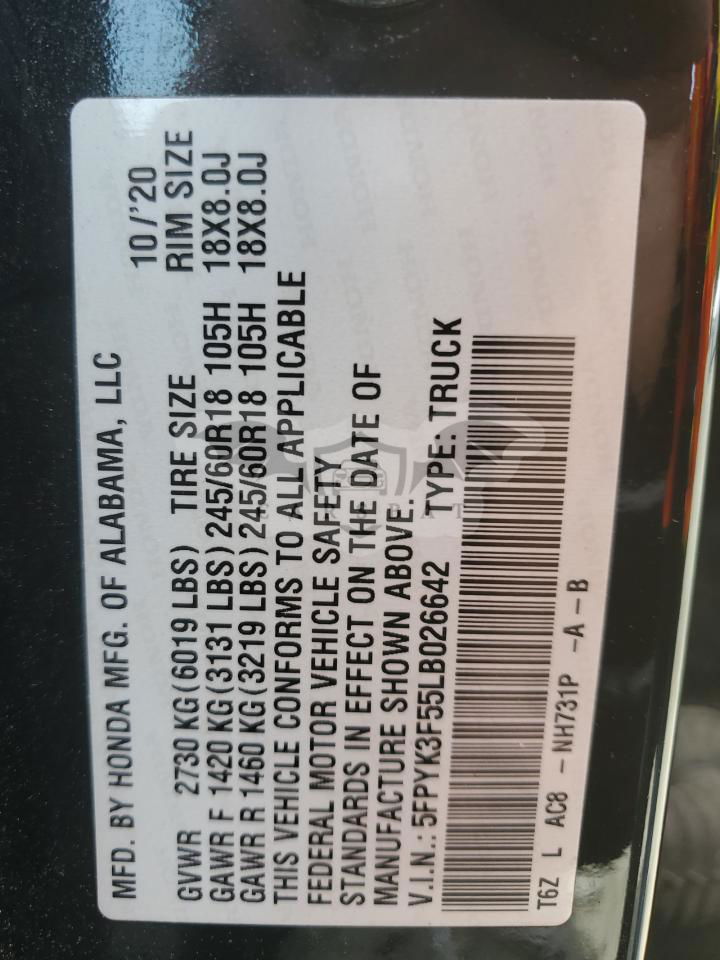 MFD. BY HONDA MFG. OF ALABAMA, LLC 10/'20
GVWR 2730 KG(6019 LBS) TIRE SIZE RIM SIZE
GAWR F 1420 KG(3131 LBS) 245/60R18 105H 18X8.0J
GAWR R 1460 KG(3219 LBS) 245/60R18 105H 18X8.0J
THIS VEHICLE CONFORMS TO ALL APPLICABLE
FEDERAL MOTOR VEHICLE SAFETY
STANDARDS IN EFFECT ON THE DATE OF
MANUFACTURE SHOWN ABOVE.
V.I.N.: 5FPYK3F55LB026642 TYPE: TRUCK
T6Z L AC8 -NH731P -A-B